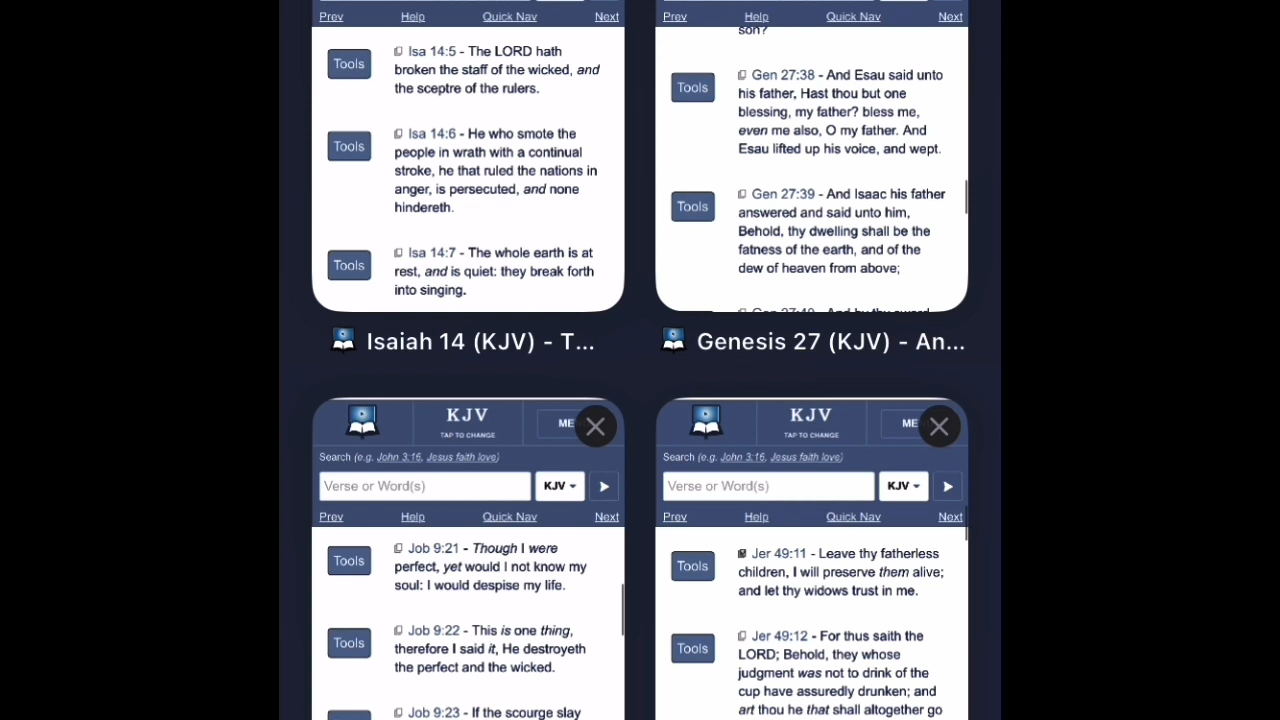 Prev Help Quick Nav Next
Tools
Isa 14:5 - The LORD hath
broken the staff of the wicked, and
the sceptre of the rulers.
Tools
Isa 14:6 - He who smote the
people in wrath with a continual
stroke, he that ruled the nations in
anger, is persecuted, and none
hindereth.
Tools
Isa 14:7 - The whole earth is at
rest, and is quiet: they break forth
into singing.
Isaiah 14 (KJV) - T...
Prev Help Quick Nav Next
son?
Tools
Gen 27:38 - And Esau said unto
his father, Hast thou but one
blessing, my father? bless me,
even me also, O my father. And
Esau lifted up his voice, and wept.
Tools
Gen 27:39 - And Isaac his father
answered and said unto him,
Behold, thy dwelling shall be the
fatness of the earth, and of the
dew of heaven from above;
Gen 27:40 - And by thy sword
Genesis 27 (KJV) - An...
KJV
TAP TO CHANGE
ME
Search (e.g. John 3:16, Jesus faith love)
Verse or Word(s) KJV
Prev Help Quick Nav Next
Tools
Job 9:21 - Though I were
perfect, yet would I not know my
soul: I would despise my life.
Tools
Job 9:22 - This is one thing,
therefore I said it, He destroyeth
the perfect and the wicked.
Job 9:23 - If the scourge slay
KJV
TAP TO CHANGE
ME
Search (e.g. John 3:16, Jesus faith love)
Verse or Word(s) KJV
Prev Help Quick Nav Next
Tools
Jer 49:11 - Leave thy fatherless
children, I will preserve them alive;
and let thy widows trust in me.
Tools
Jer 49:12 - For thus saith the
LORD; Behold, they whose
judgment was not to drink of the
cup have assuredly drunken; and
art thou he that shall altogether go